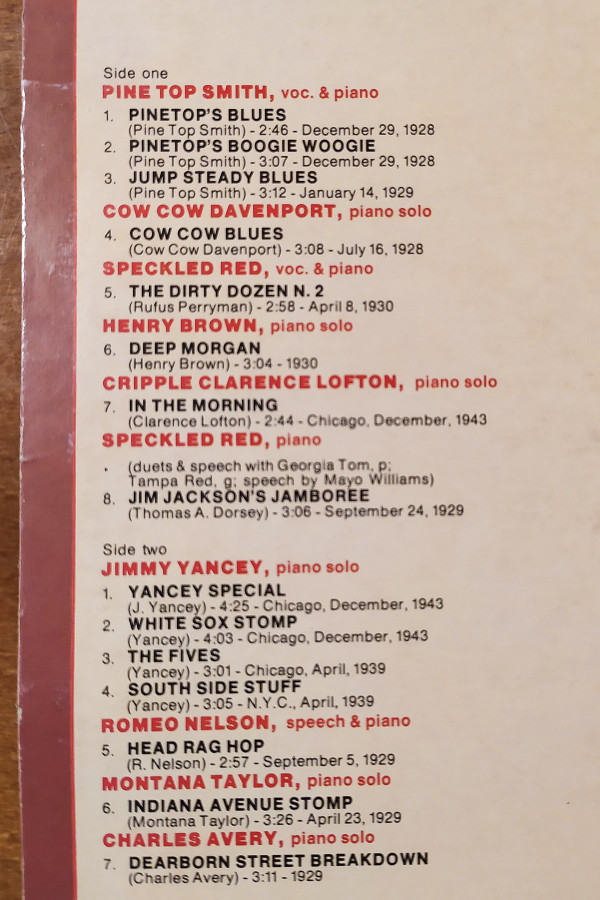 Side one
PINE TOP SMITH, voc. & piano
1. PINETOP'S BLUES
(Pine Top Smith) - 2:46 - December 29, 1928
2. PINETOP'S BOOGIE WOOGIE
(Pine Top Smith) - 3:07 - December 29, 1928
3. JUMP STEADY BLUES
(Pine Top Smith) - 3:12 - January 14, 1929
COW COW DAVENPORT, piano solo
4. COW COW BLUES
(Cow Cow Davenport) - 3:08 - July 16, 1928
SPECKLED RED, voc. & piano
5. THE DIRTY DOZEN N. 2
(Rufus Perryman) - 2:58 - April 8, 1930
HENRY BROWN, piano solo
6. DEEP MORGAN
(Henry Brown) - 3:04 - 1930
CRIPPLE CLARENCE LOFTON, piano solo
7. IN THE MORNING
(Clarence Lofton) - 2:44 - Chicago, December, 1943
SPECKLED RED, piano
. (duets & speech with Georgia Tom, p;
Tampa Red, g; speech by Mayo Williams)
8. JIM JACKSON'S JAMBOREE
(Thomas A. Dorsey) - 3:06 - September 24, 1929
Side two
JIMMY YANCEY, piano solo
1. YANCEY SPECIAL
(J. Yancey) - 4:25 - Chicago, December, 1943
2. WHITE SOX STOMP
(Yancey) - 4:03 - Chicago, December, 1943
3. THE FIVES
(Yancey) - 3:01 - Chicago, April, 1939
4. SOUTH SIDE STUFF
(Yancey) - 3:05 - N.Y.C., April, 1939
ROMEO NELSON, speech & piano
5. HEAD RAG HOP
(R. Nelson) - 2:57 - September 5, 1929
MONTANA TAYLOR, piano solo
6. INDIANA AVENUE STOMP
(Montana Taylor) - 3:26 - April 23, 1929
CHARLES AVERY, piano solo
7. DEARBORN STREET BREAKDOWN
(Charles Avery) - 3:11 - 1929